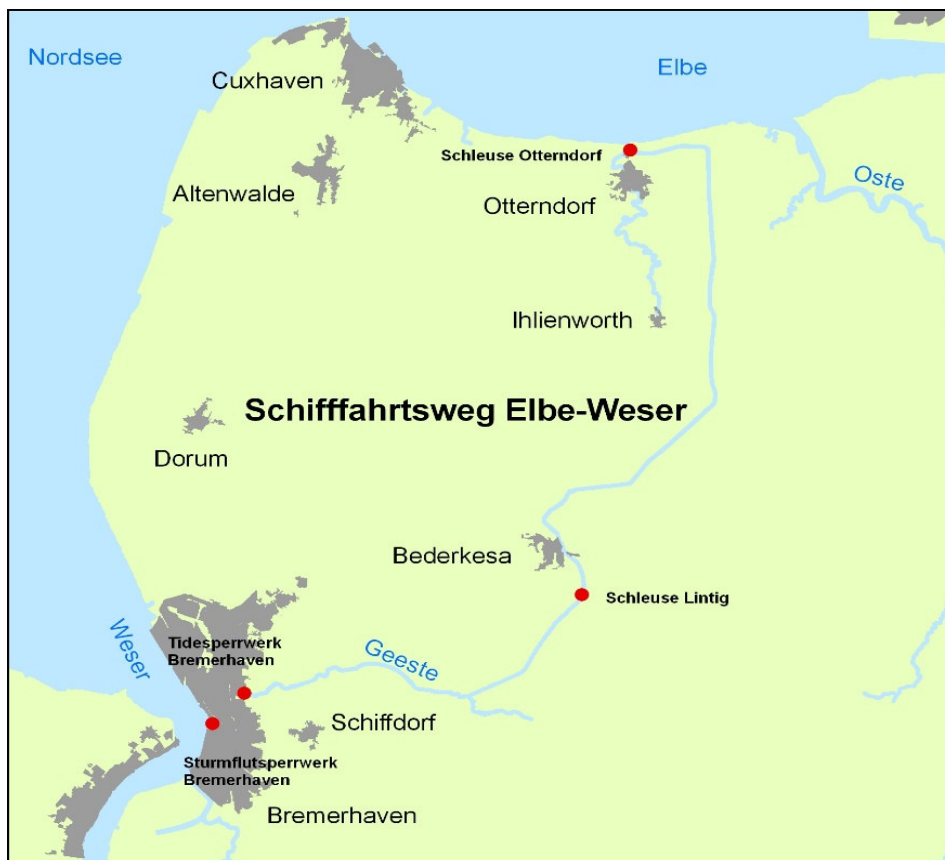 Nordsee
Elbe
Cuxhaven
Schleuse Otterndorf
Altenwalde
Otterndorf
Oste
Ihlienworth
Schifffahrtsweg Elbe-Weser
Dorum
Bederkesa
Schleuse Lintig
Weser
Tidesperrwerk
Bremerhaven
Geeste
Schiffdorf
Sturmflutsperrwerk
Bremerhaven
Bremerhaven